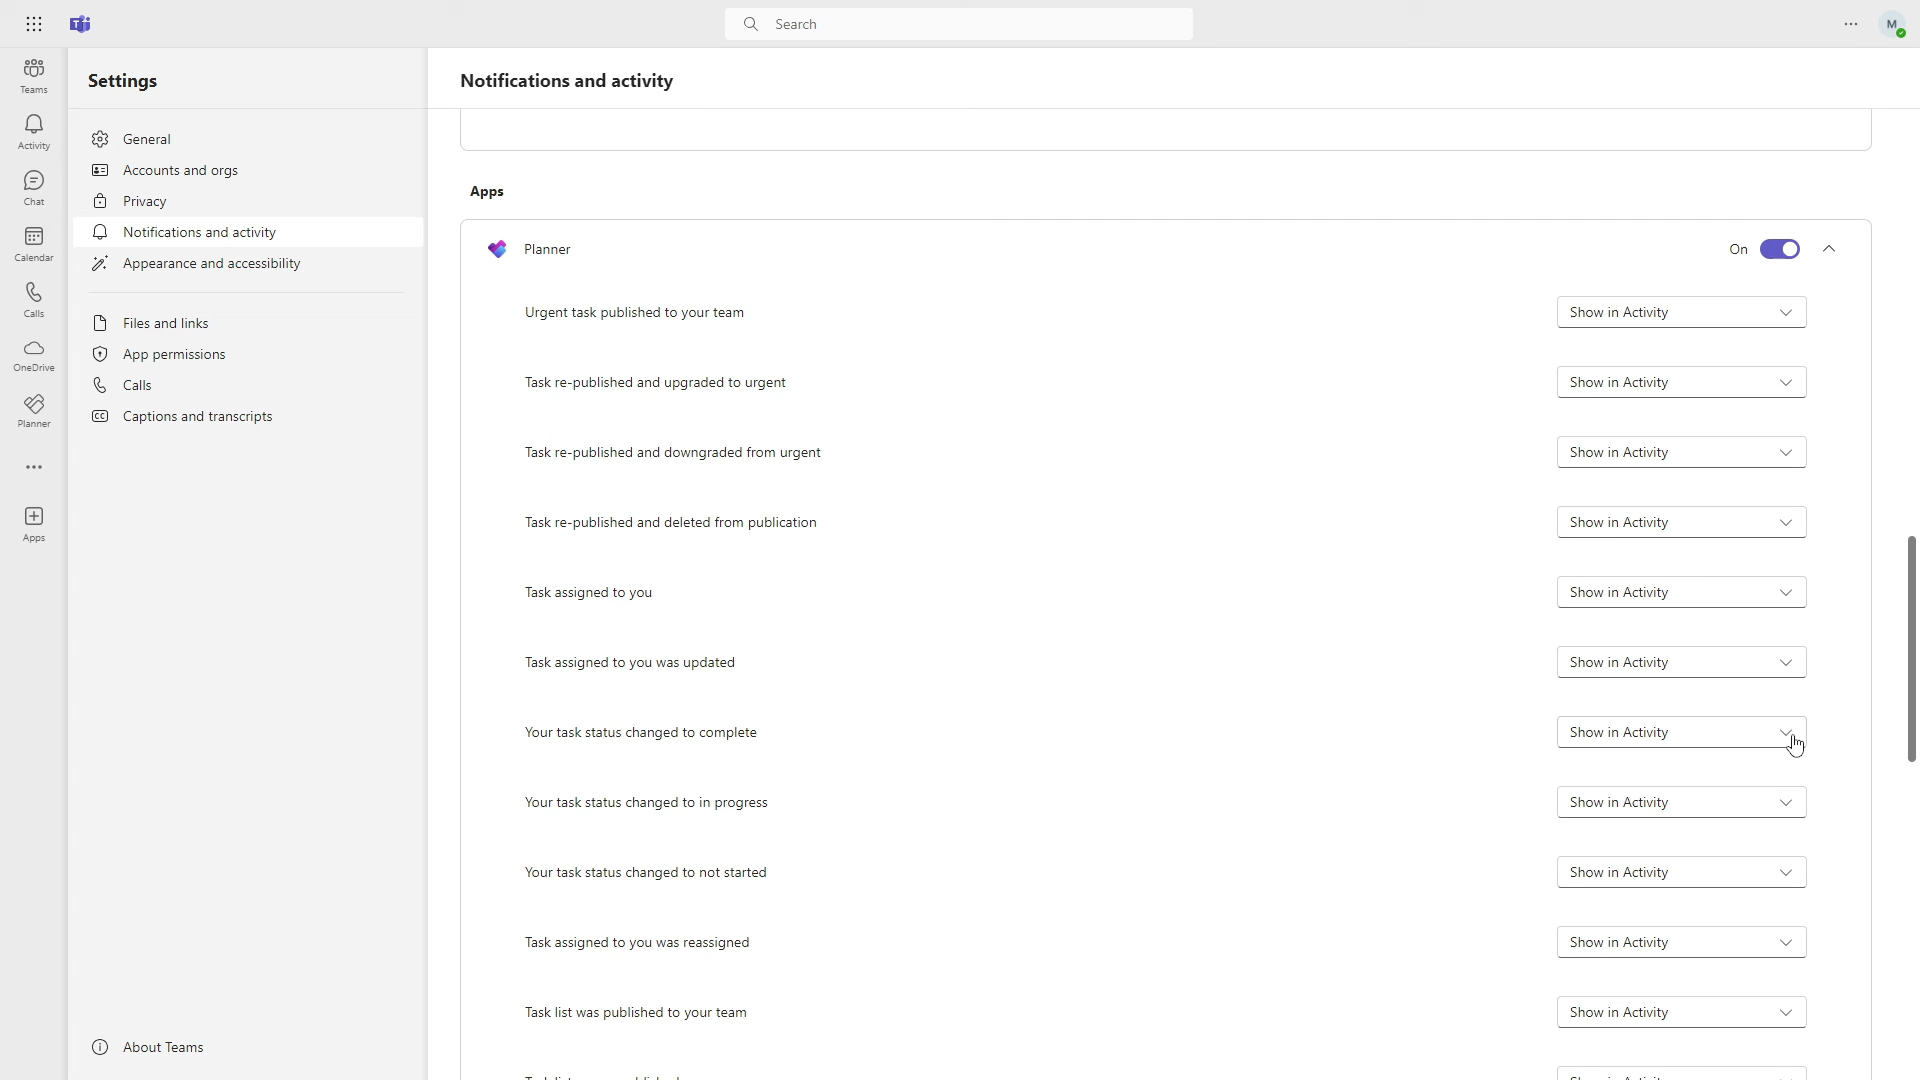 Search
M
Teams
Activity
Chat
Calendar
Calls
OneDrive
Planner
Apps
Settings
General
Accounts and orgs
Privacy
Notifications and activity
Appearance and accessibility
Files and links
App permissions
Calls
CC Captions and transcripts
About Teams
Notifications and activity
Apps
Planner
On
Urgent task published to your team
Show in Activity
Task re-published and upgraded to urgent
Show in Activity
Task re-published and downgraded from urgent
Show in Activity
Task re-published and deleted from publication
Show in Activity
Task assigned to you
Show in Activity
Task assigned to you was updated
Show in Activity
Your task status changed to complete
Show in Activity
Your task status changed to in progress
Show in Activity
Your task status changed to not started
Show in Activity
Task assigned to you was reassigned
Show in Activity
Task list was published to your team
Show in Activity